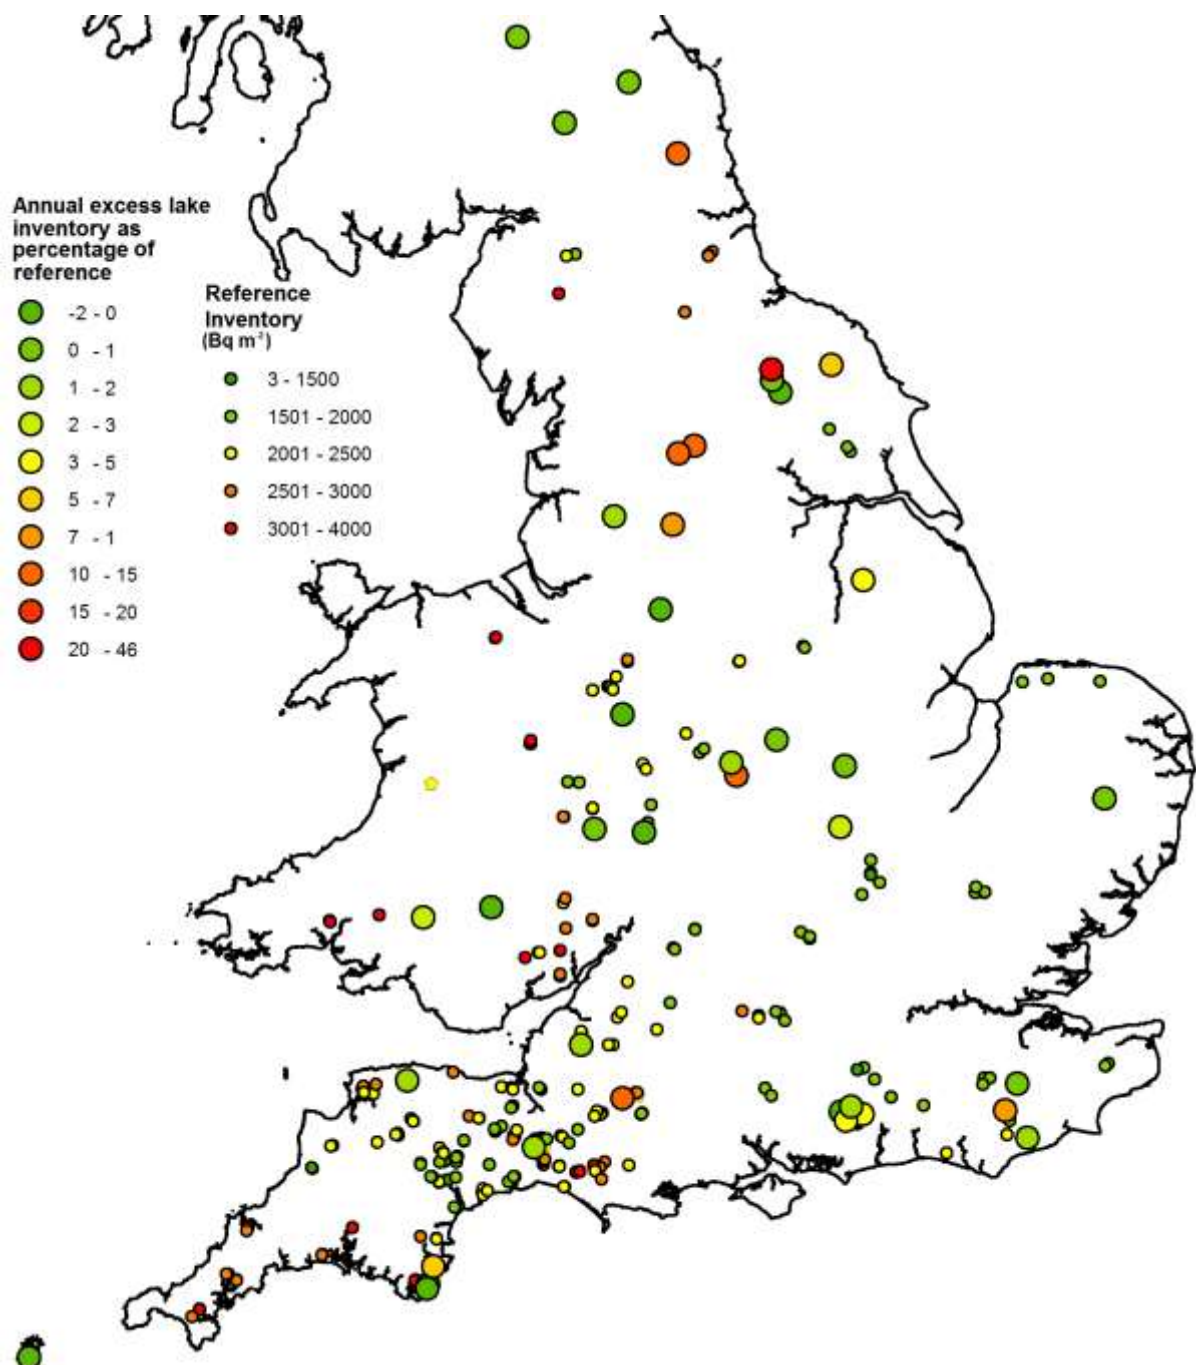 Annual excess lake
inventory as
percentage of
reference
-2 - 0
0 - 1
1 - 2
2 - 3
3 - 5
5 - 7
7 - 1
10 - 15
15 - 20
20 - 46
Reference
Inventory
(Bq m⁻²)
3 - 1500
1501 - 2000
2001 - 2500
2501 - 3000
3001 - 4000